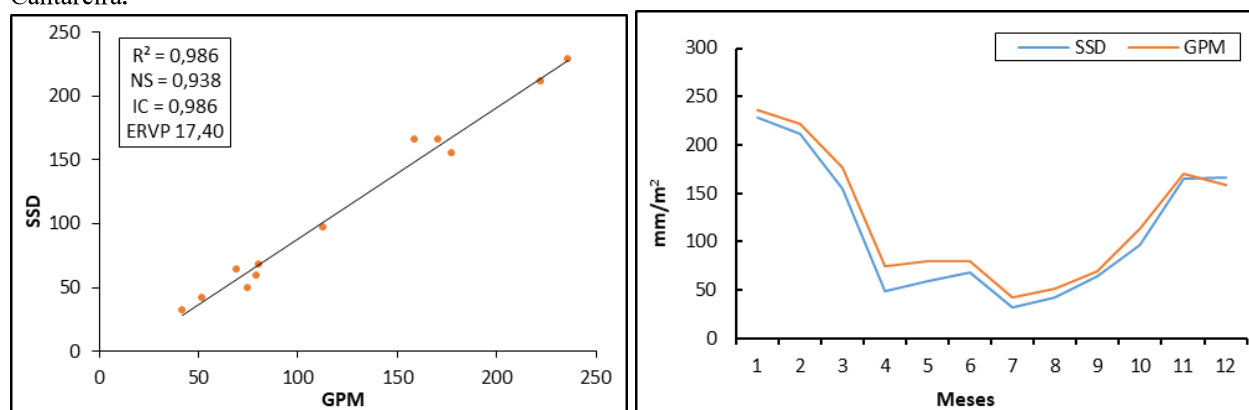 Cantareira.
R² = 0,986
NS = 0,938
IC = 0,986
ERVP 17,40
250
200
150
100
50
0
SSD
0 50 100 150 200 250
GPM
SSD GPM
300
250
200
150
100
50
0
mm/m²
1 2 3 4 5 6 7 8 9 10 11 12
Meses